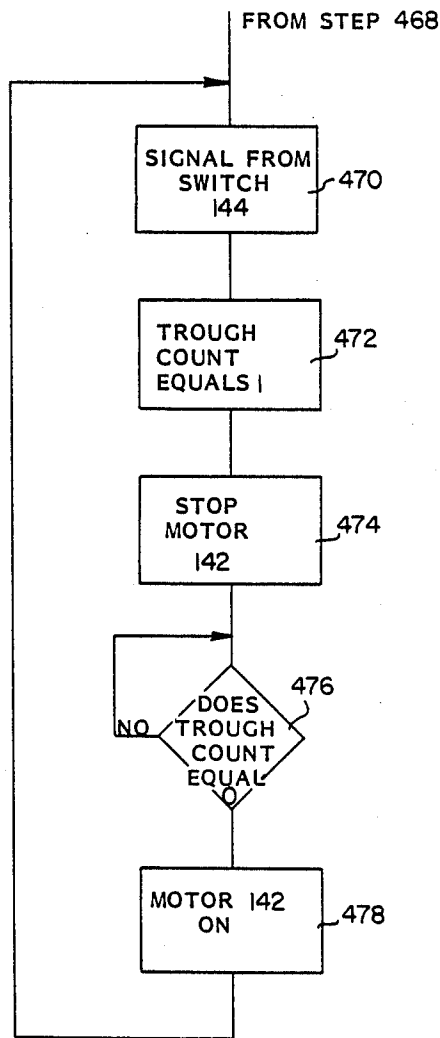 FROM STEP 468
SIGNAL FROM
SWITCH
144
470
TROUGH
COUNT
EQUALS 1
472
STOP
MOTOR
142
474
476
DOES
NO TROUGH
COUNT
EQUAL
0
MOTOR 142
ON
478